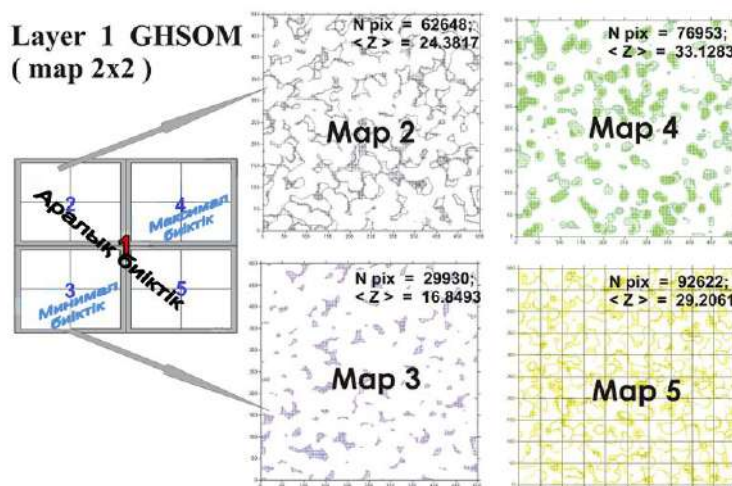 Layer 1 GHSOM
( map 2x2 )
2
4
Максимал
биіктік
Аралық биіктік
1
3
5
Минимал
биіктік
N pix = 62648;
< Z > = 24.3817
Map 2
N pix = 76953;
< Z > = 33.1283
Map 4
N pix = 29930;
< Z > = 16.8493
Map 3
N pix = 92622;
< Z > = 29.2061
Map 5